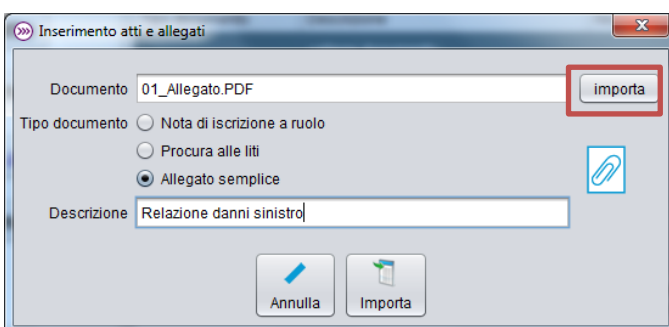 Inserimento atti e allegati
Documento 01_Allegato.PDF importa
Tipo documento Nota di iscrizione a ruolo
Procura alle liti
Allegato semplice
Descrizione Relazione danni sinistro
Annulla Importa